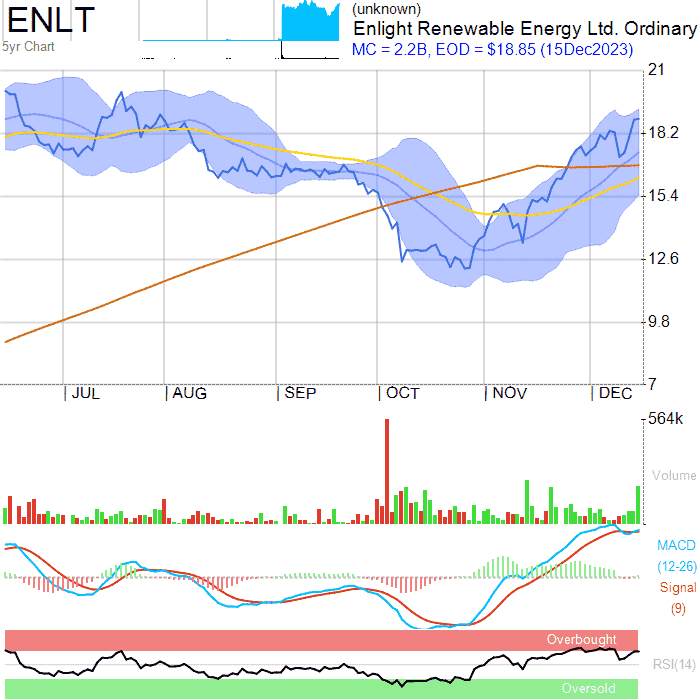 ENLT
5yr Chart
(unknown)
Enlight Renewable Energy Ltd. Ordinary
MC = 2.2B, EOD = $18.85 (15Dec2023)
21
18.2
15.4
12.6
9.8
7
JUL AUG SEP OCT NOV DEC
564k
Volume
MACD
(12-26)
Signal
(9)
Overbought
RSI(14)
Oversold